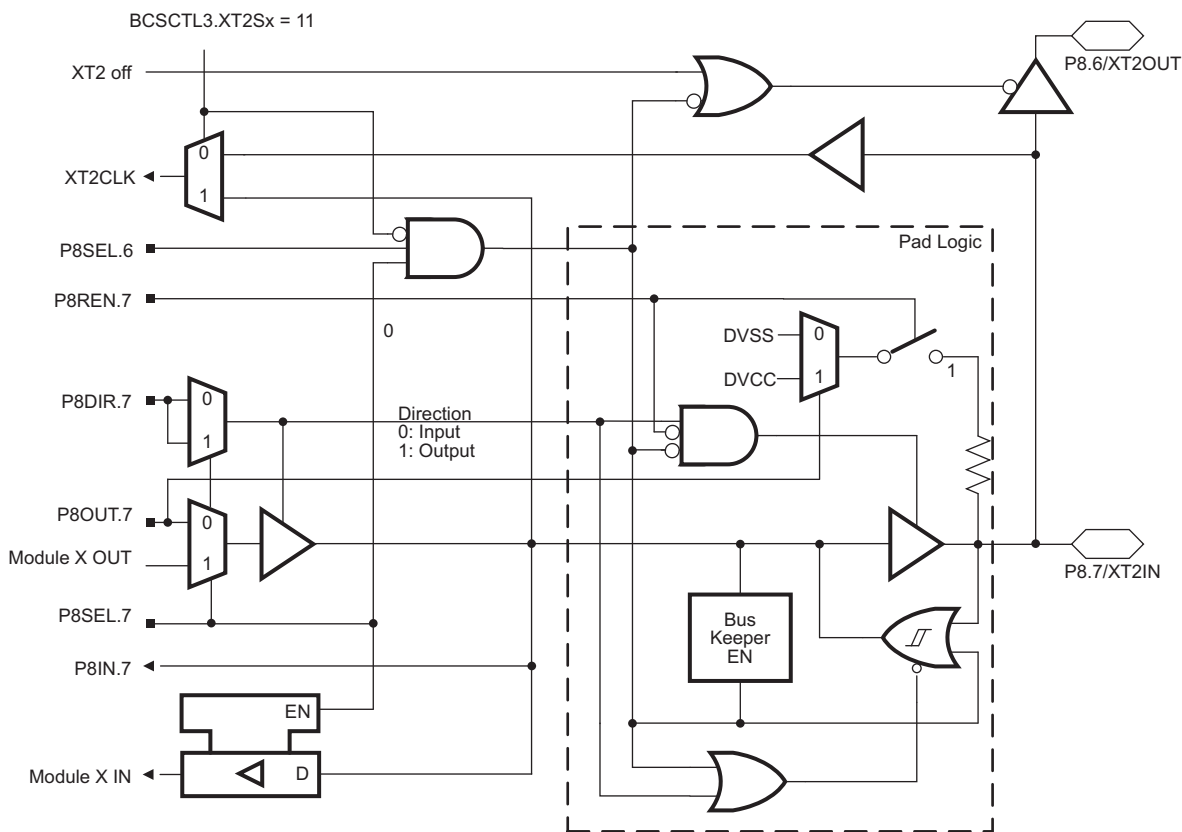 BCSCTL3.XT2Sx = 11
XT2 off
P8.6/XT2OUT
0
XT2CLK
1
P8SEL.6
Pad Logic
P8REN.7
0
DVSS
0
DVCC
1
1
P8DIR.7
0
1
Direction
0: Input
1: Output
P8OUT.7
0
Module X OUT
1
P8.7/XT2IN
P8SEL.7
Bus
Keeper
EN
P8IN.7
EN
Module X IN
D